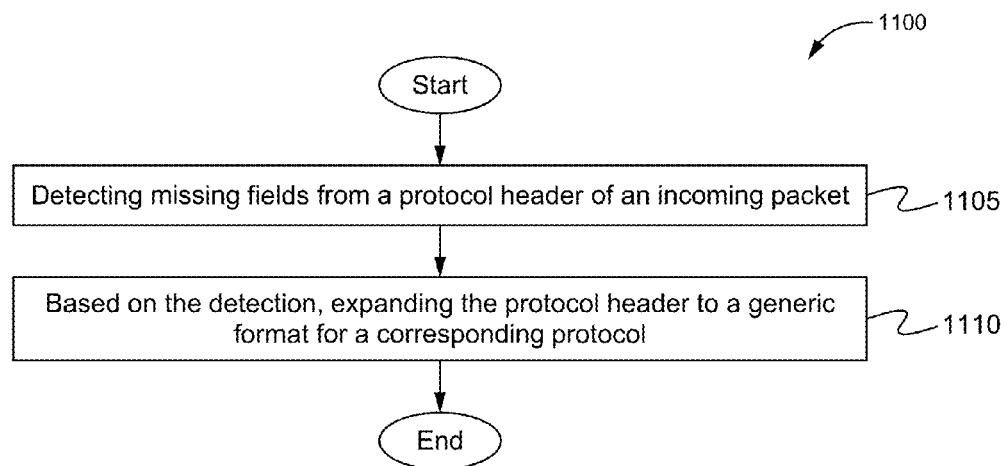 1100
Start
Detecting missing fields from a protocol header of an incoming packet
1105
Based on the detection, expanding the protocol header to a generic
format for a corresponding protocol
1110
End